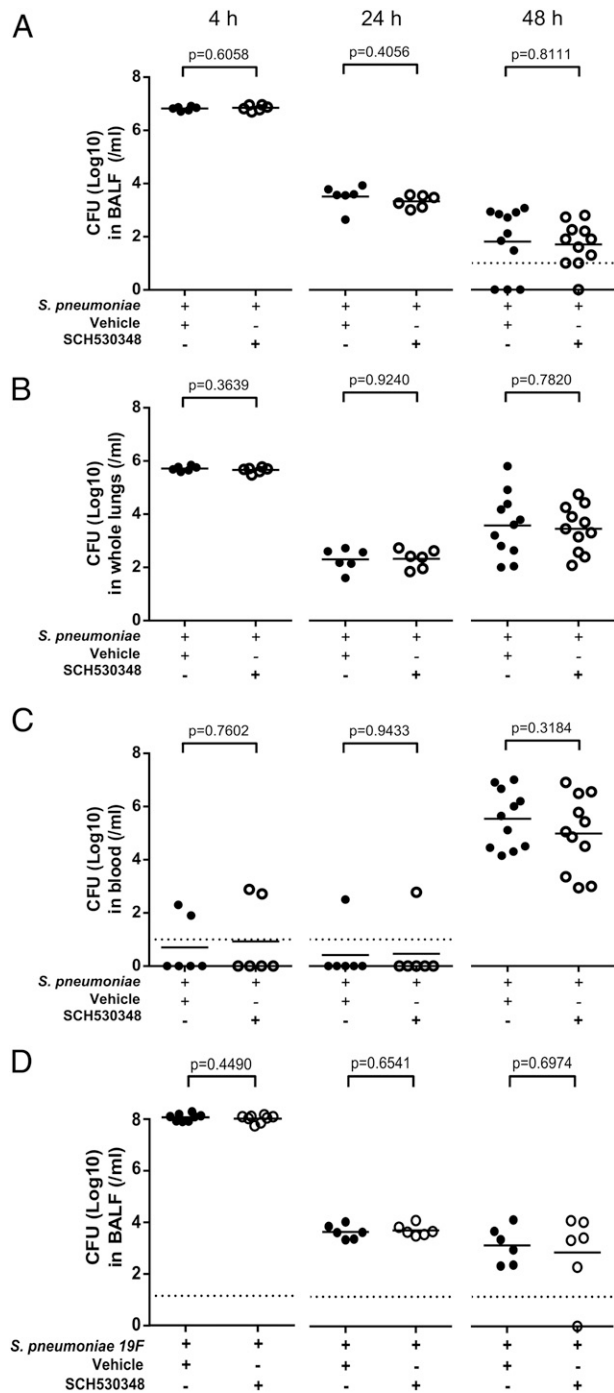 4 h 24 h 48 h
A
p=0.6058 p=0.4056 p=0.8111
CFU (Log10)
in BALF (/ml)
8
6
4
2
0
S. pneumoniae + + + + + +
Vehicle + - + - + -
SCH530348 - + - + - +
B
p=0.3639 p=0.9240 p=0.7820
CFU (Log10)
in whole lungs (/ml)
8
6
4
2
0
S. pneumoniae + + + + + +
Vehicle + - + - + -
SCH530348 - + - + - +
C
p=0.7602 p=0.9433 p=0.3184
CFU (Log10)
in blood (/ml)
8
6
4
2
0
S. pneumoniae + + + + + +
Vehicle + - + - + -
SCH530348 - + - + - +
D
p=0.4490 p=0.6541 p=0.6974
CFU (Log10)
in BALF (/ml)
8
6
4
2
0
S. pneumoniae 19F + + + + + +
Vehicle + - + - + -
SCH530348 - + - + - +